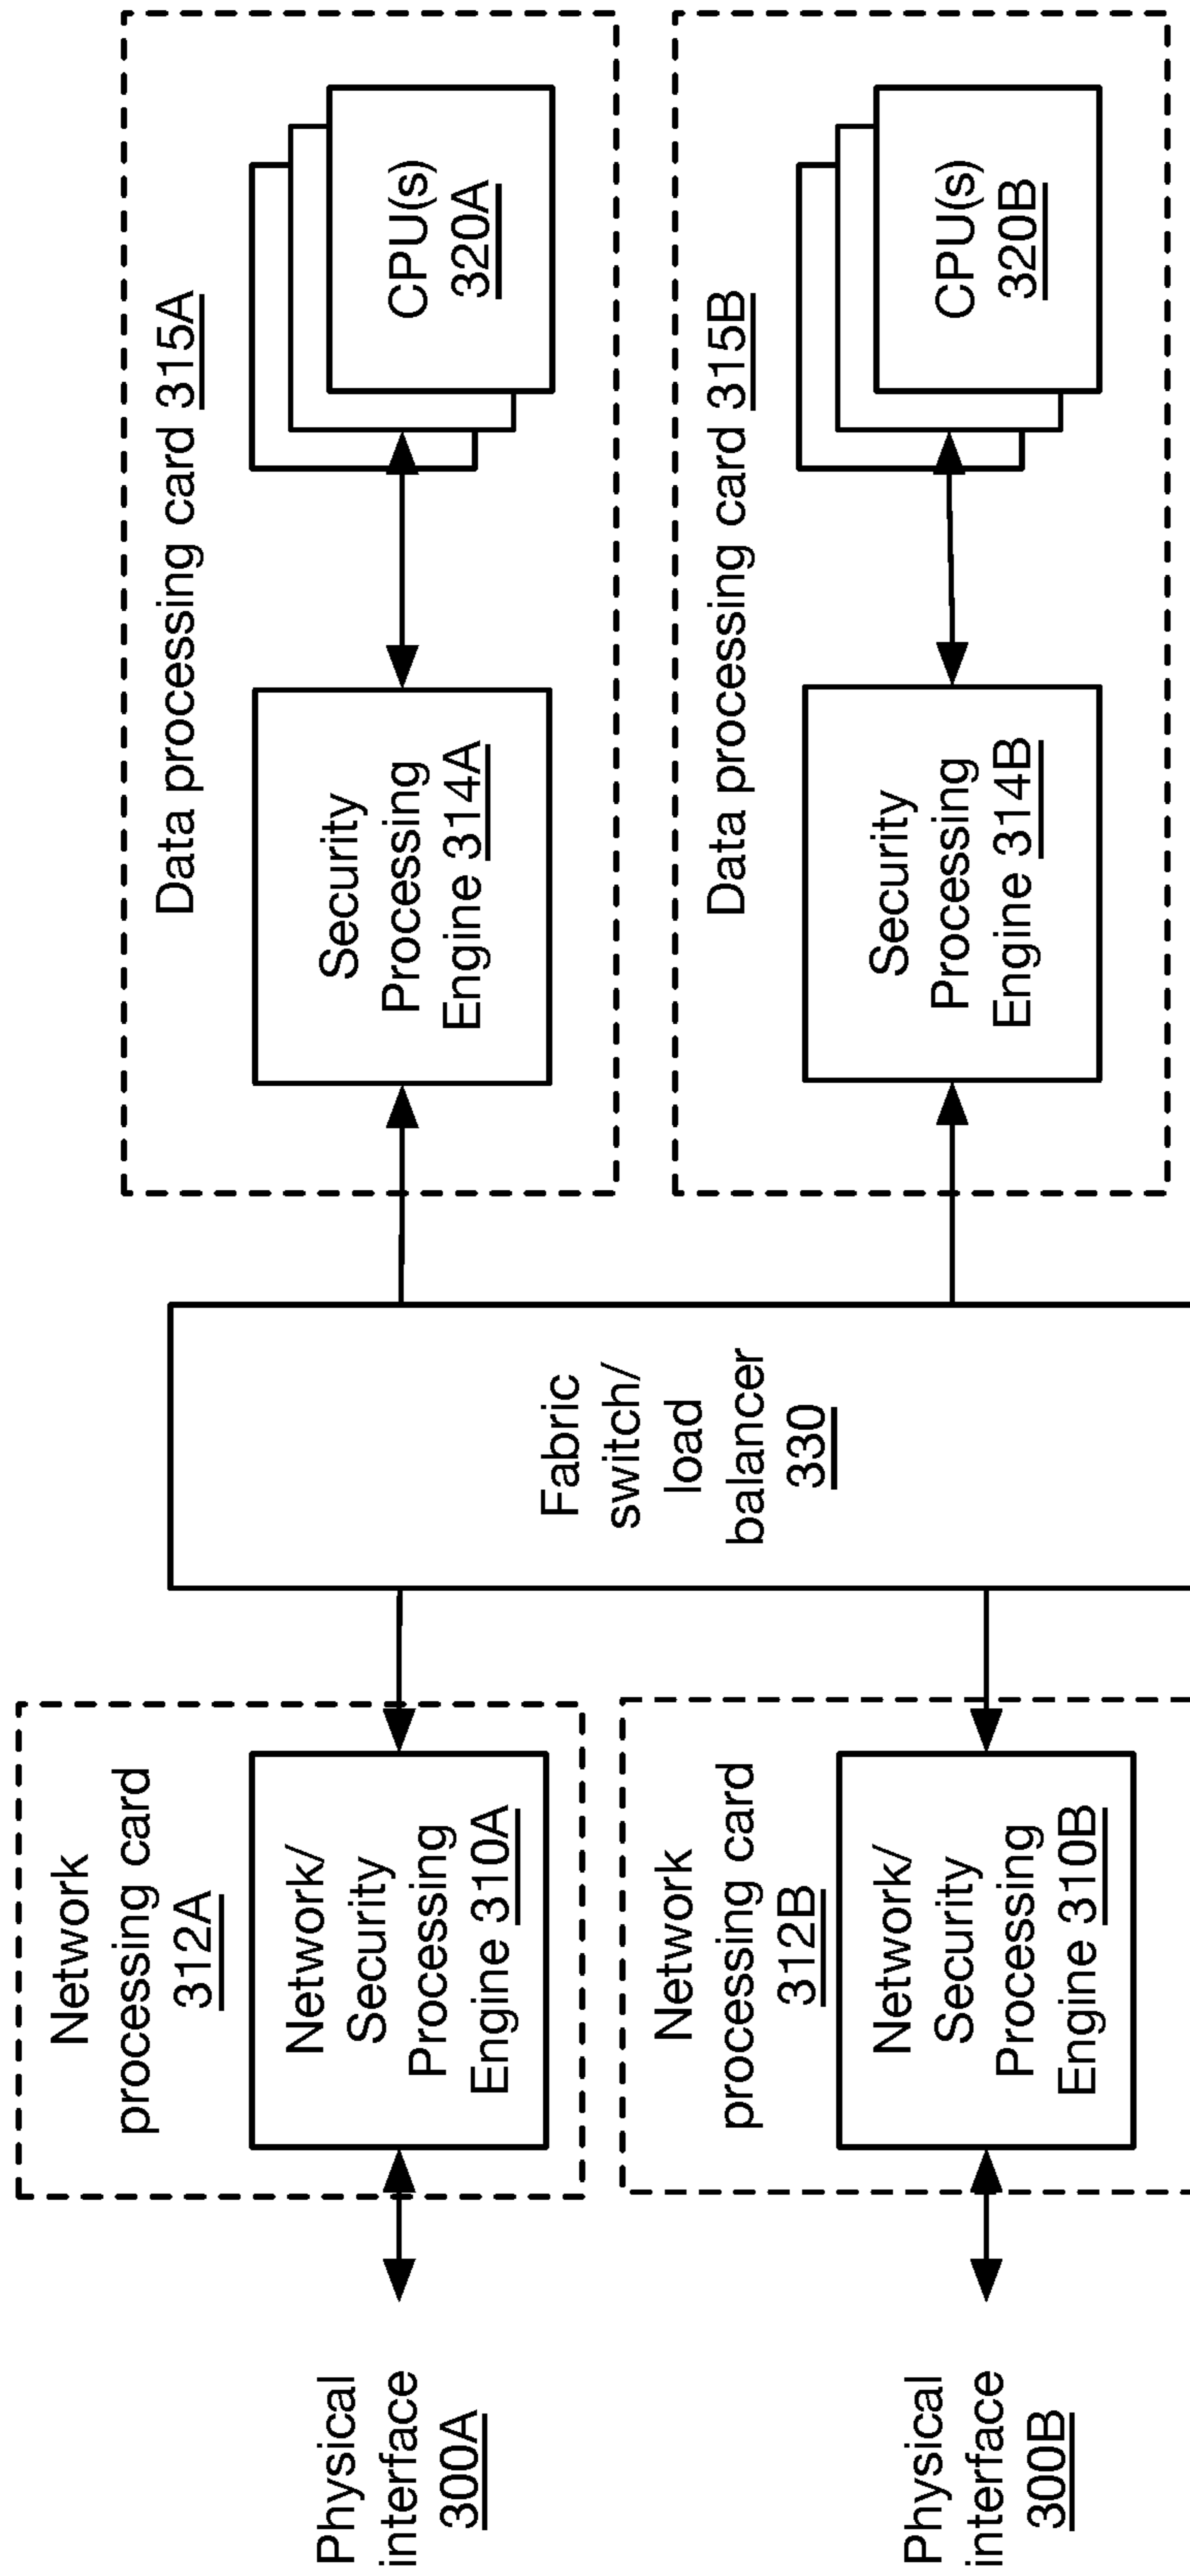 Physical
interface
300A
Network
processing card
312A
Network/
Security
Processing
Engine 310A
Fabric
switch/
load
balancer
330
Data processing card 315A
Security
Processing
Engine 314A
CPU(s)
320A
Physical
interface
300B
Network
processing card
312B
Network/
Security
Processing
Engine 310B
Data processing card 315B
Security
Processing
Engine 314B
CPU(s)
320B